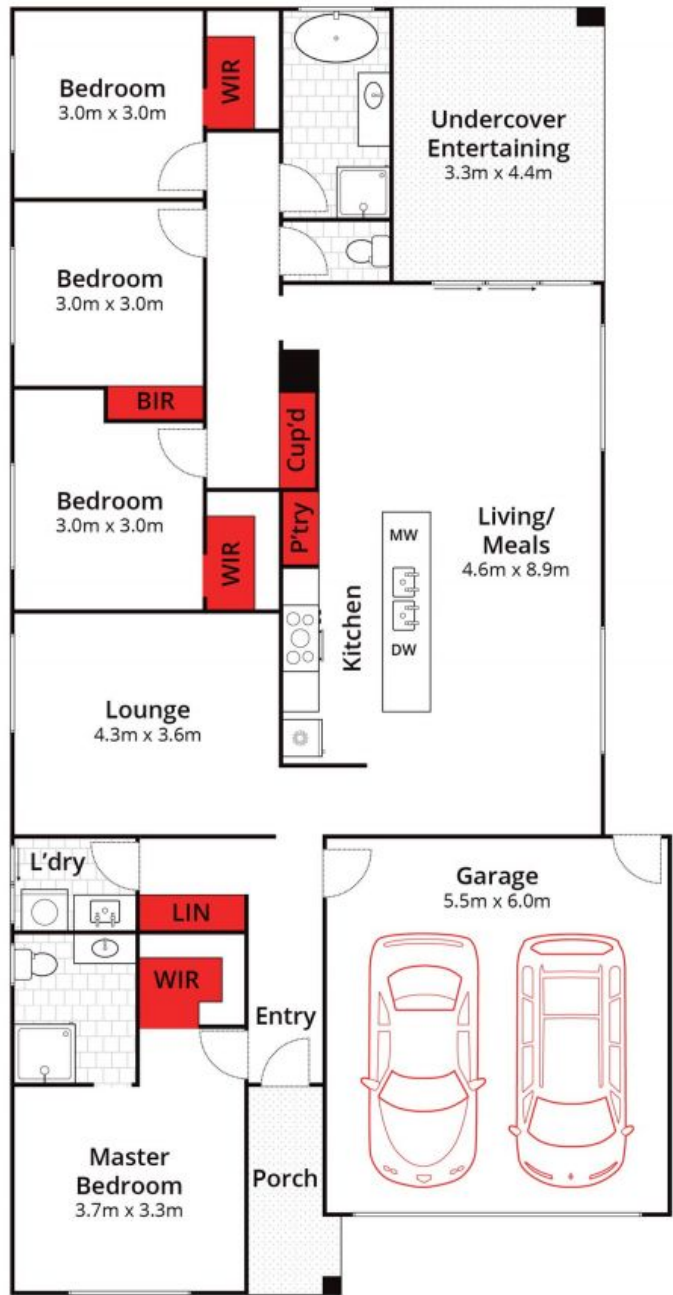 Bedroom
3.0m x 3.0m
WIR
Undercover
Entertaining
3.3m x 4.4m
Bedroom
3.0m x 3.0m
BIR
Cup'd
Bedroom
3.0m x 3.0m
WIR
P'try
Kitchen
MW
DW
Living/
Meals
4.6m x 8.9m
Lounge
4.3m x 3.6m
L'dry
LIN
WIR
Entry
Garage
5.5m x 6.0m
Master
Bedroom
3.7m x 3.3m
Porch